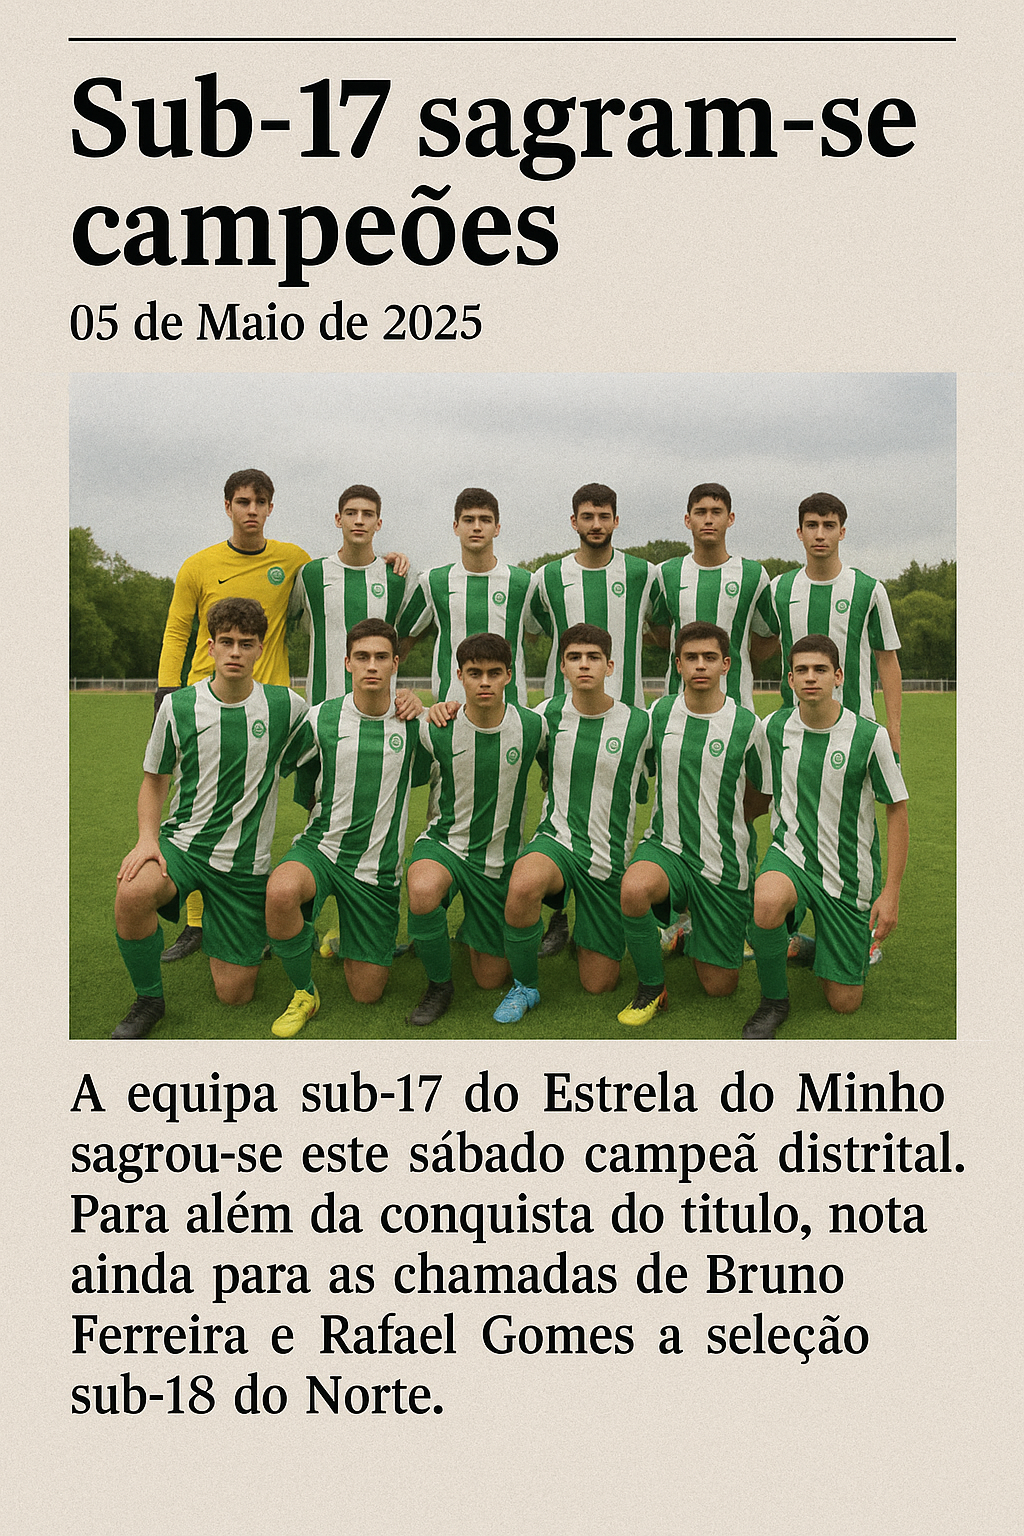 Sub-17 sagram-se
campeões
05 de Maio de 2025
A equipa sub-17 do Estrela do Minho
sagrou-se este sábado campeã distrital.
Para além da conquista do titulo, nota
ainda para as chamadas de Bruno
Ferreira e Rafael Gomes a seleção
sub-18 do Norte.